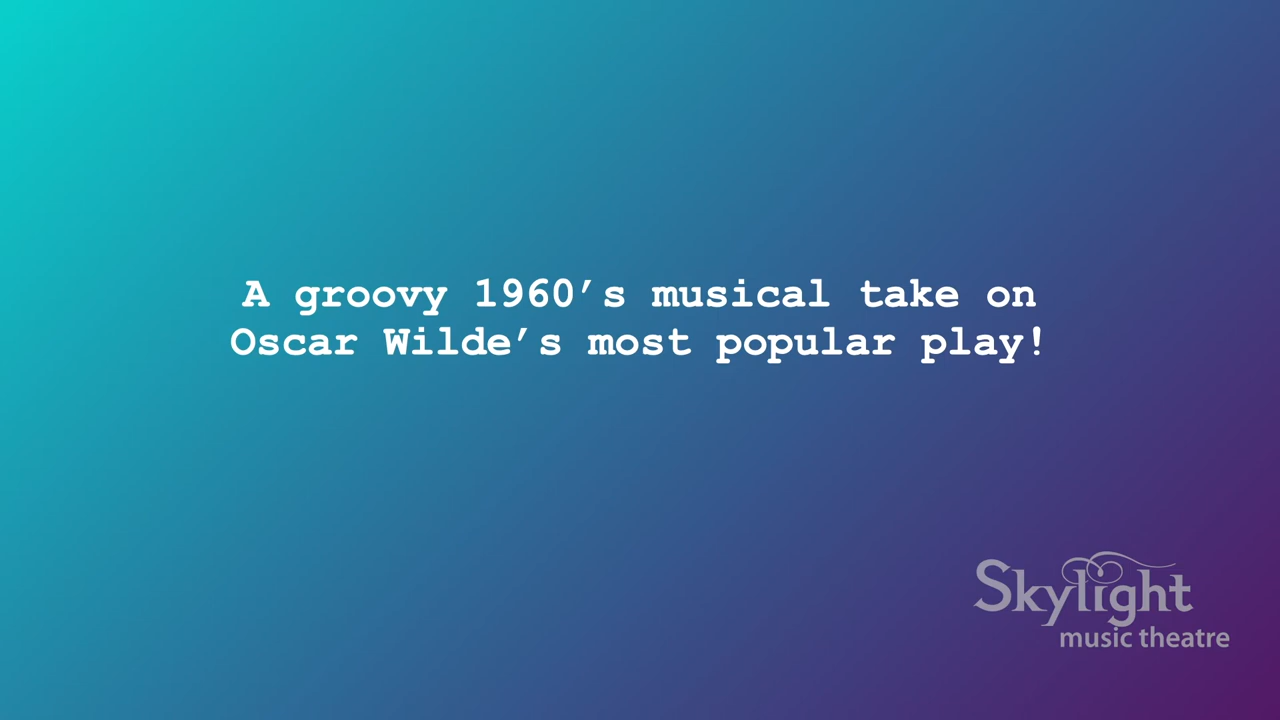 A groovy 1960’s musical take on
Oscar Wilde’s most popular play!
Skylight
music theatre